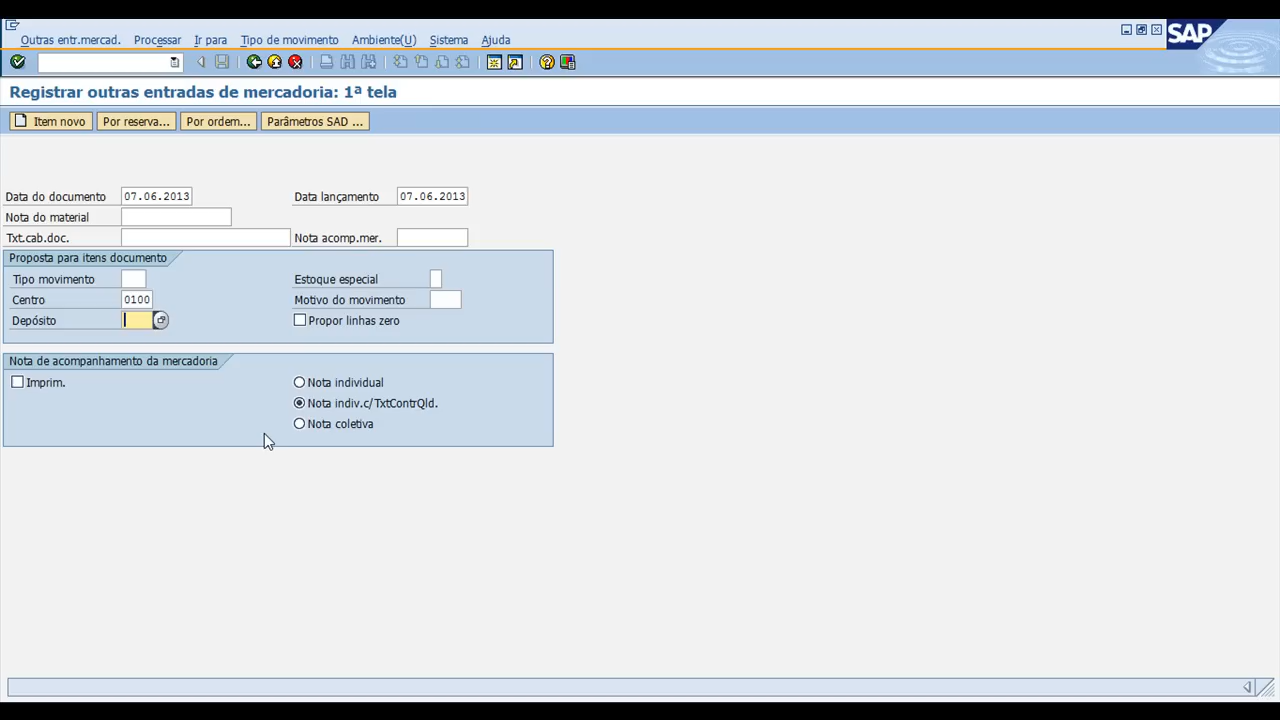 Outras entr.mercad. Processar Ir para Tipo de movimento Ambiente(U) Sistema Ajuda
SAP
Registrar outras entradas de mercadoria: 1ª tela
Item novo Por reserva... Por ordem... Parâmetros SAD ...
Data do documento 07.06.2013 Data lançamento 07.06.2013
Nota do material
Txt.cab.doc. Nota acomp.mer.
Proposta para itens documento
Tipo movimento Estoque especial
Centro 0100 Motivo do movimento
Depósito Propor linhas zero
Nota de acompanhamento da mercadoria
Imprim. Nota individual
Nota indiv.c/TxtContrQld.
Nota coletiva